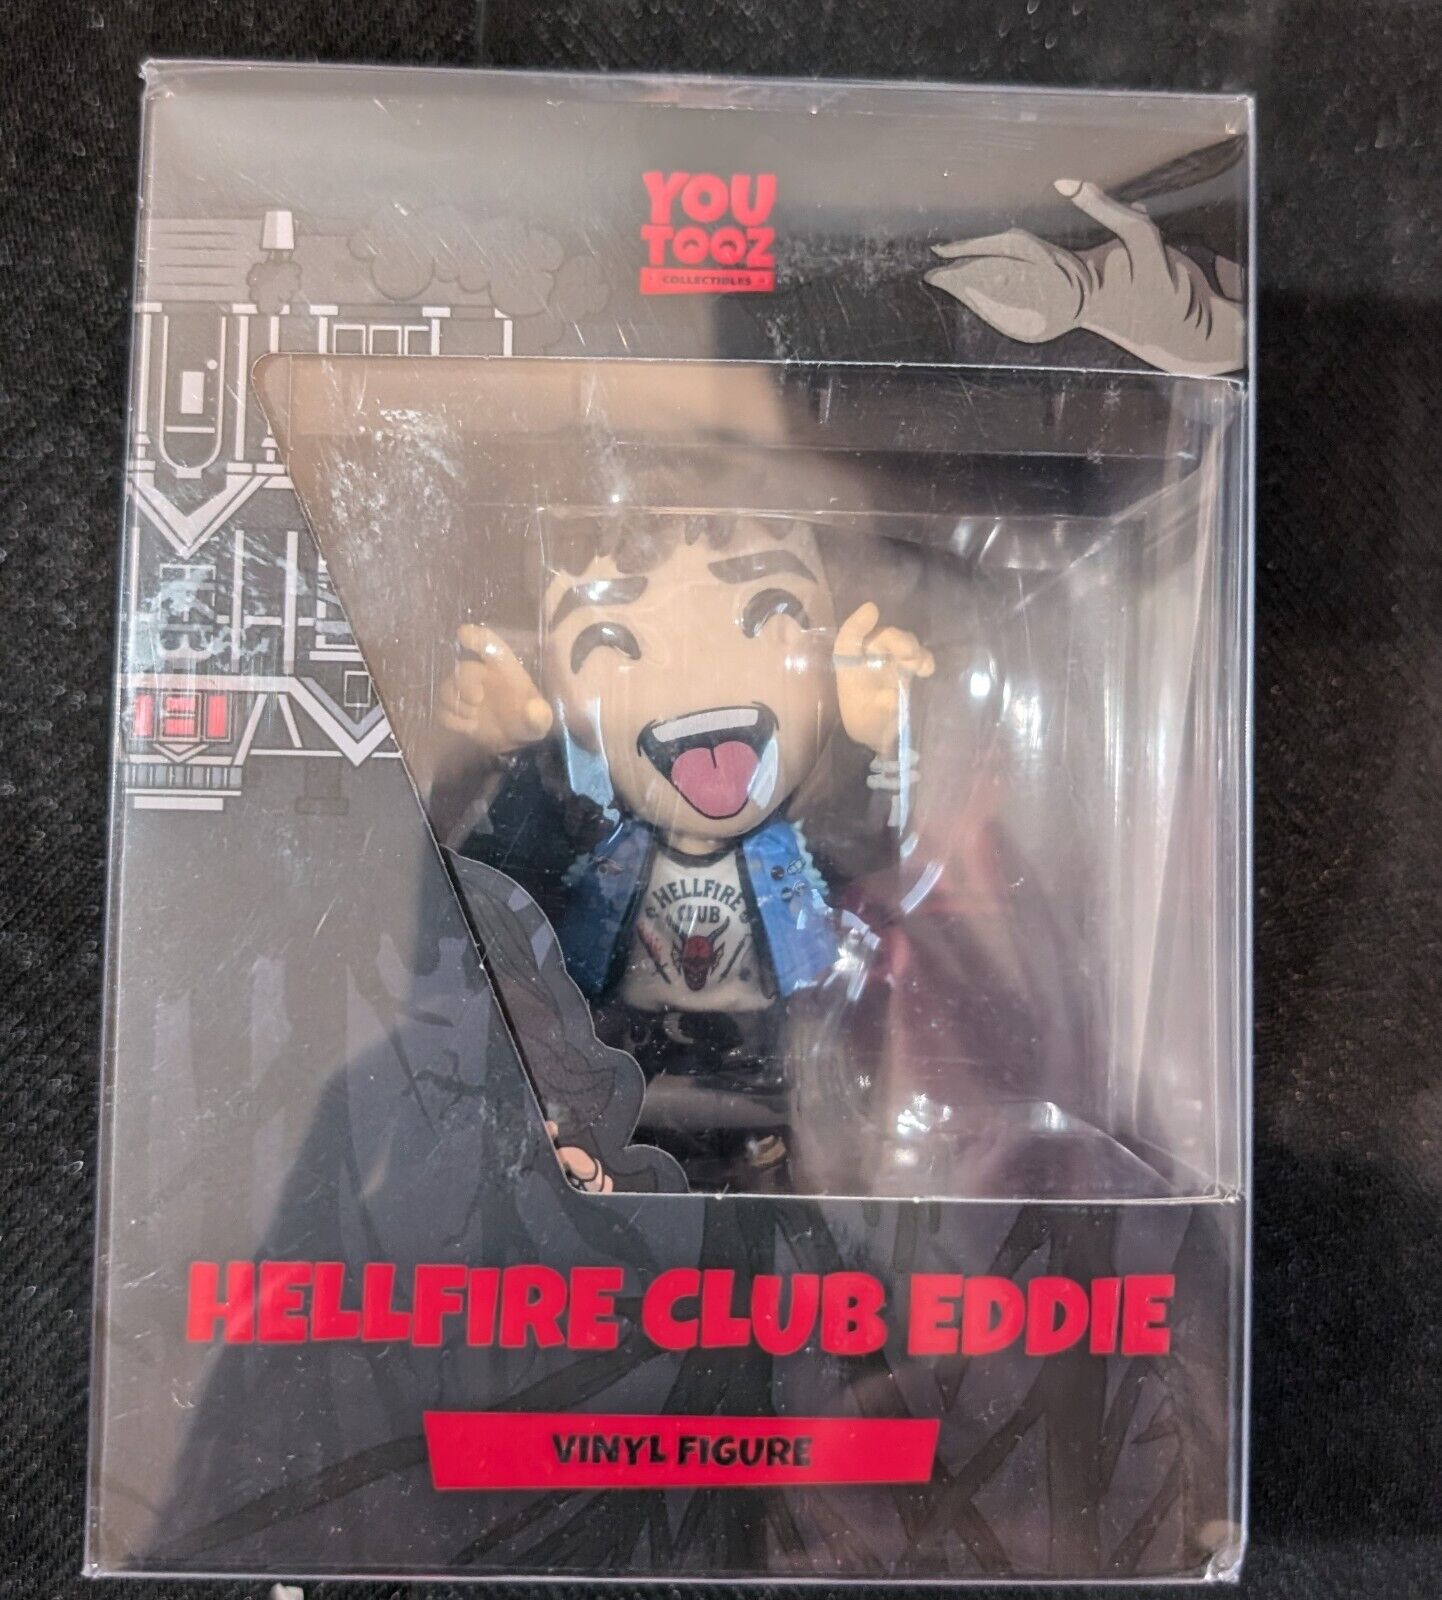 YOU
TOOZ
COLLECTIBLES
HELLFIRE
CLUB
HELLFIRE CLUB EDDIE
VINYL FIGURE